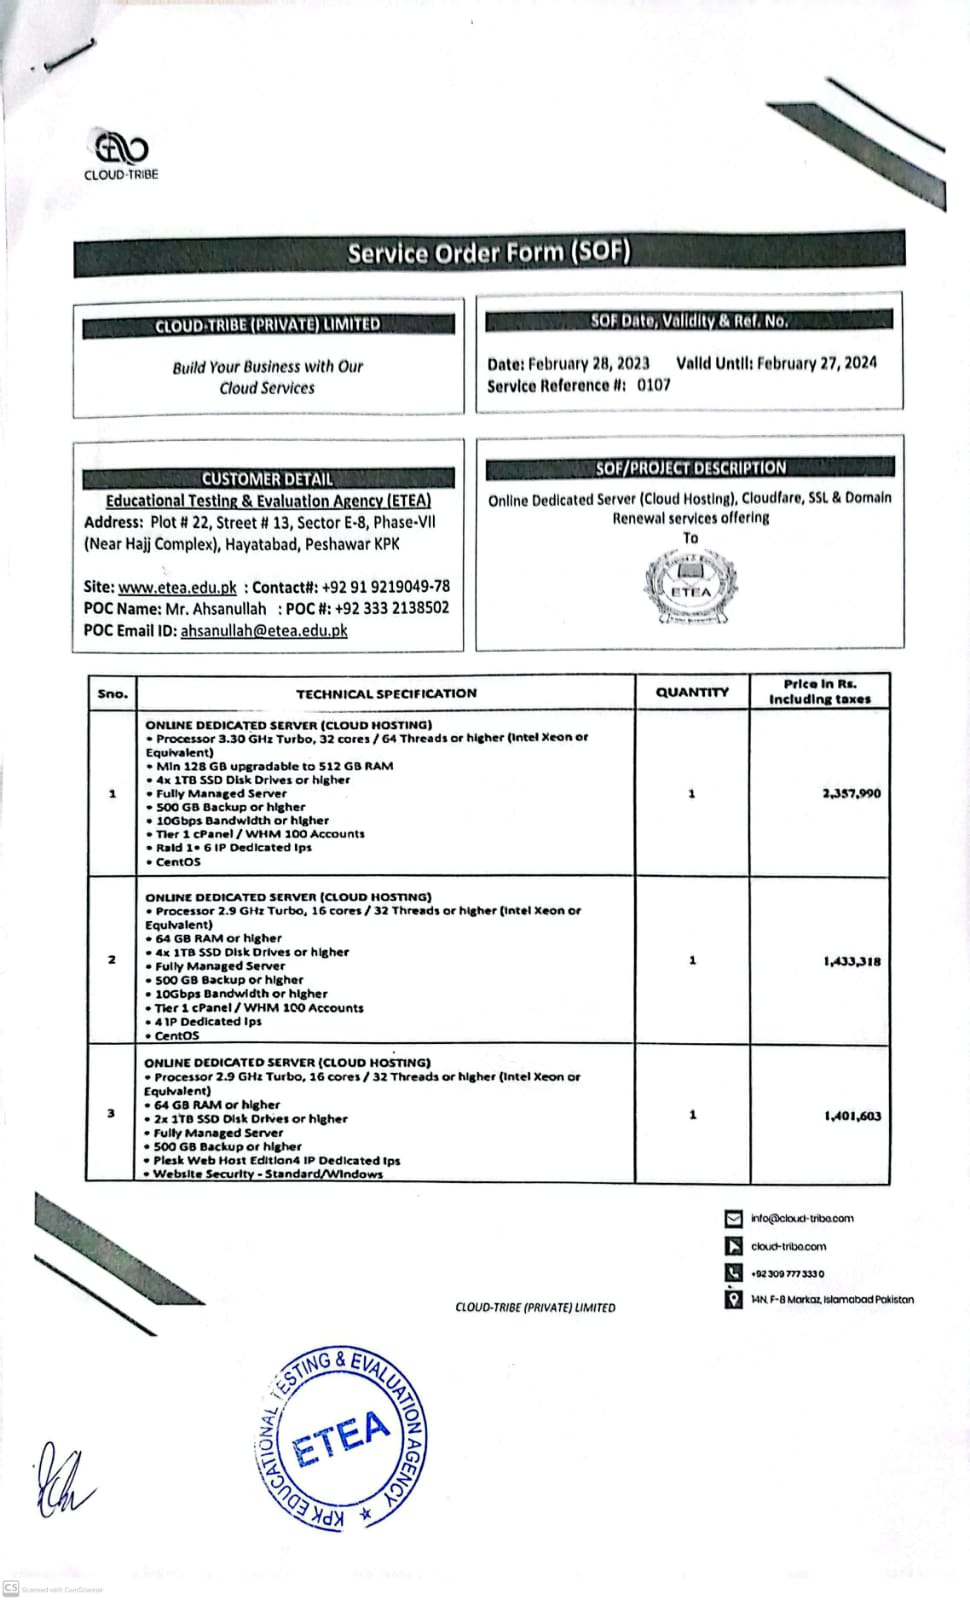 CLOUD-TRIBE
Service Order Form (SOF)
CLOUD-TRIBE (PRIVATE) LIMITED
Build Your Business with Our
Cloud Services
SOF Date, Validity & Ref. No.
Date: February 28, 2023 Valid Until: February 27, 2024
Service Reference #: 0107
CUSTOMER DETAIL
Educational Testing & Evaluation Agency (ETEA)
Address: Plot # 22, Street # 13, Sector E-8, Phase-VII
(Near Hajj Complex), Hayatabad, Peshawar KPK
Site: www.etea.edu.pk : Contact#: +92 91 9219049-78
POC Name: Mr. Ahsanullah : POC #: +92 333 2138502
POC Email ID: ahsanullah@etea.edu.pk
SOF/PROJECT DESCRIPTION
Online Dedicated Server (Cloud Hosting), Cloudfare, SSL & Domain
Renewal services offering
To
ETEA
Sno. TECHNICAL SPECIFICATION QUANTITY Price in Rs.
Including taxes
ONLINE DEDICATED SERVER (CLOUD HOSTING)
• Processor 3.30 GHz Turbo, 32 cores / 64 Threads or higher (Intel Xeon or
Equivalent)
• Min 128 GB upgradable to 512 GB RAM
• 4x 1TB SSD Disk Drives or higher
1 • Fully Managed Server 1 2,357,990
• 500 GB Backup or higher
• 10Gbps Bandwidth or higher
• Tier 1 cPanel / WHM 100 Accounts
• Raid 1• 6 IP Dedicated Ips
• CentOS
ONLINE DEDICATED SERVER (CLOUD HOSTING)
• Processor 2.9 GHz Turbo, 16 cores / 32 Threads or higher (Intel Xeon or
Equivalent)
• 64 GB RAM or higher
• 4x 1TB SSD Disk Drives or higher
2 • Fully Managed Server 1 1,433,318
• 500 GB Backup or higher
• 10Gbps Bandwidth or higher
• Tier 1 cPanel / WHM 100 Accounts
• 4 IP Dedicated Ips
• CentOS
ONLINE DEDICATED SERVER (CLOUD HOSTING)
• Processor 2.9 GHz Turbo, 16 cores / 32 Threads or higher (Intel Xeon or
Equivalent)
• 64 GB RAM or higher
3 • 2x 1TB SSD Disk Drives or higher 1 1,401,603
• Fully Managed Server
• 500 GB Backup or higher
• Plesk Web Host Edition4 IP Dedicated Ips
• Website Security - Standard/Windows
info@cloud-tribe.com
cloud-tribe.com
+92 309 777 333 0
14N, F-8 Markaz, Islamabad Pakistan
CLOUD-TRIBE (PRIVATE) LIMITED
KPK EDUCATIONAL TESTING & EVALUATION AGENCY
ETEA
CS Scanned with CamScanner